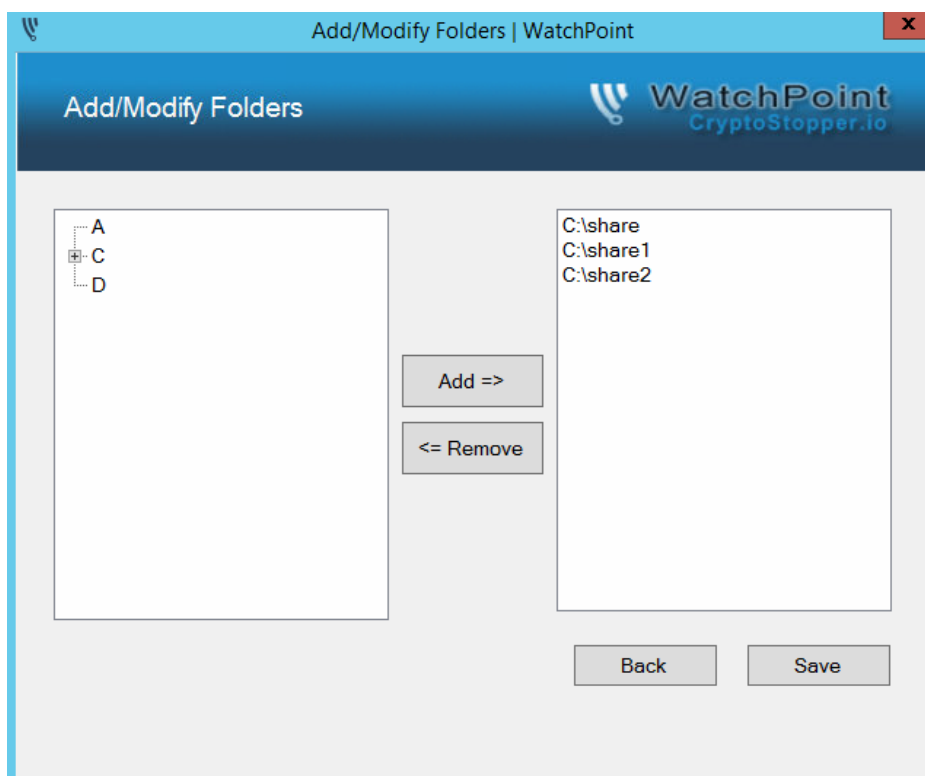 Add/Modify Folders | WatchPoint
x
Add/Modify Folders
WatchPoint
CryptoStopper.io
A
C
D
C:\share
C:\share1
C:\share2
Add =>
<= Remove
Back
Save